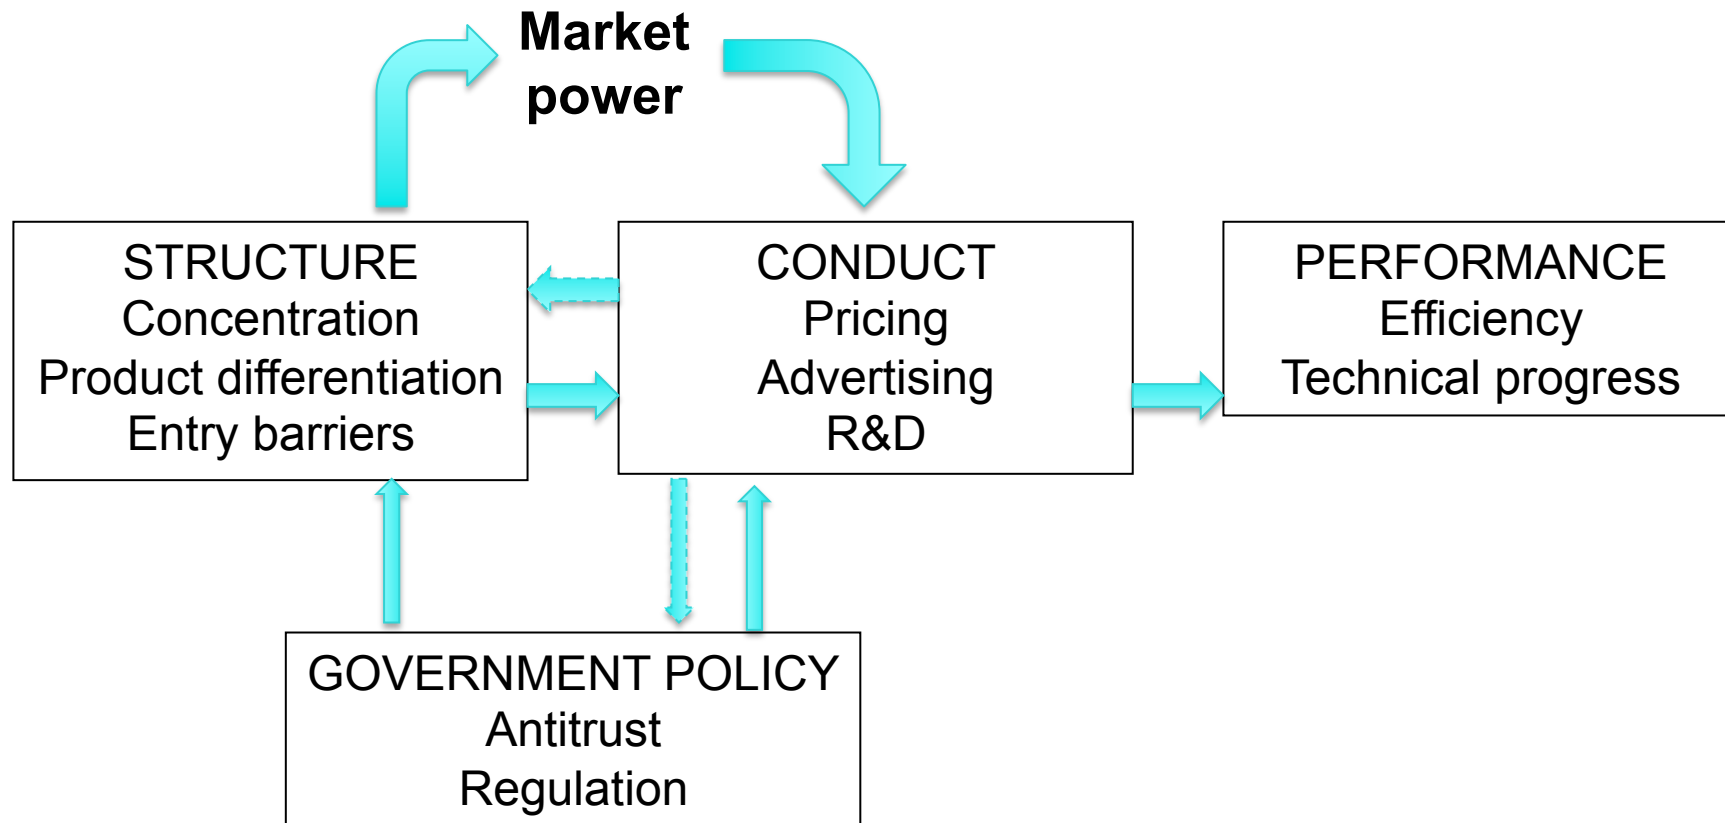 Market
power
STRUCTURE
Concentration
Product differentiation
Entry barriers
CONDUCT
Pricing
Advertising
R&D
PERFORMANCE
Efficiency
Technical progress
GOVERNMENT POLICY
Antitrust
Regulation